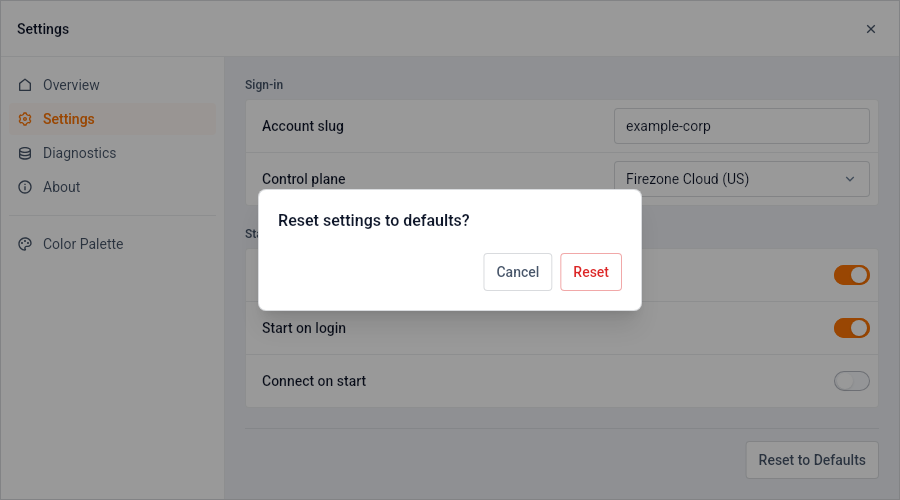 Settings
Overview
Settings
Diagnostics
About
Color Palette
Sign-in
Account slug
example-corp
Control plane
Firezone Cloud (US)
Reset settings to defaults?
Cancel
Reset
Start on login
Connect on start
Reset to Defaults